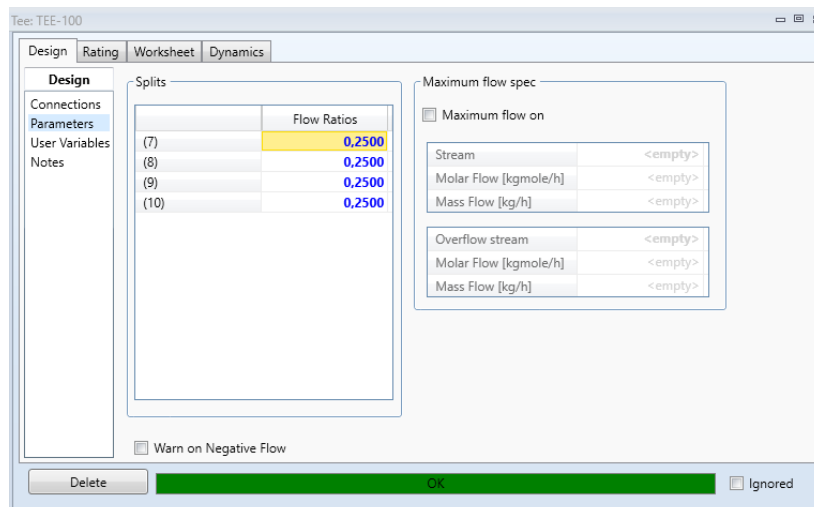 Tee: TEE-100
Design Rating Worksheet Dynamics
Design
Connections
Parameters
User Variables
Notes
Splits
Flow Ratios
(7) 0,2500
(8) 0,2500
(9) 0,2500
(10) 0,2500
Warn on Negative Flow
Maximum flow spec
Maximum flow on
Stream <empty>
Molar Flow [kgmole/h] <empty>
Mass Flow [kg/h] <empty>
Overflow stream <empty>
Molar Flow [kgmole/h] <empty>
Mass Flow [kg/h] <empty>
Delete OK Ignored